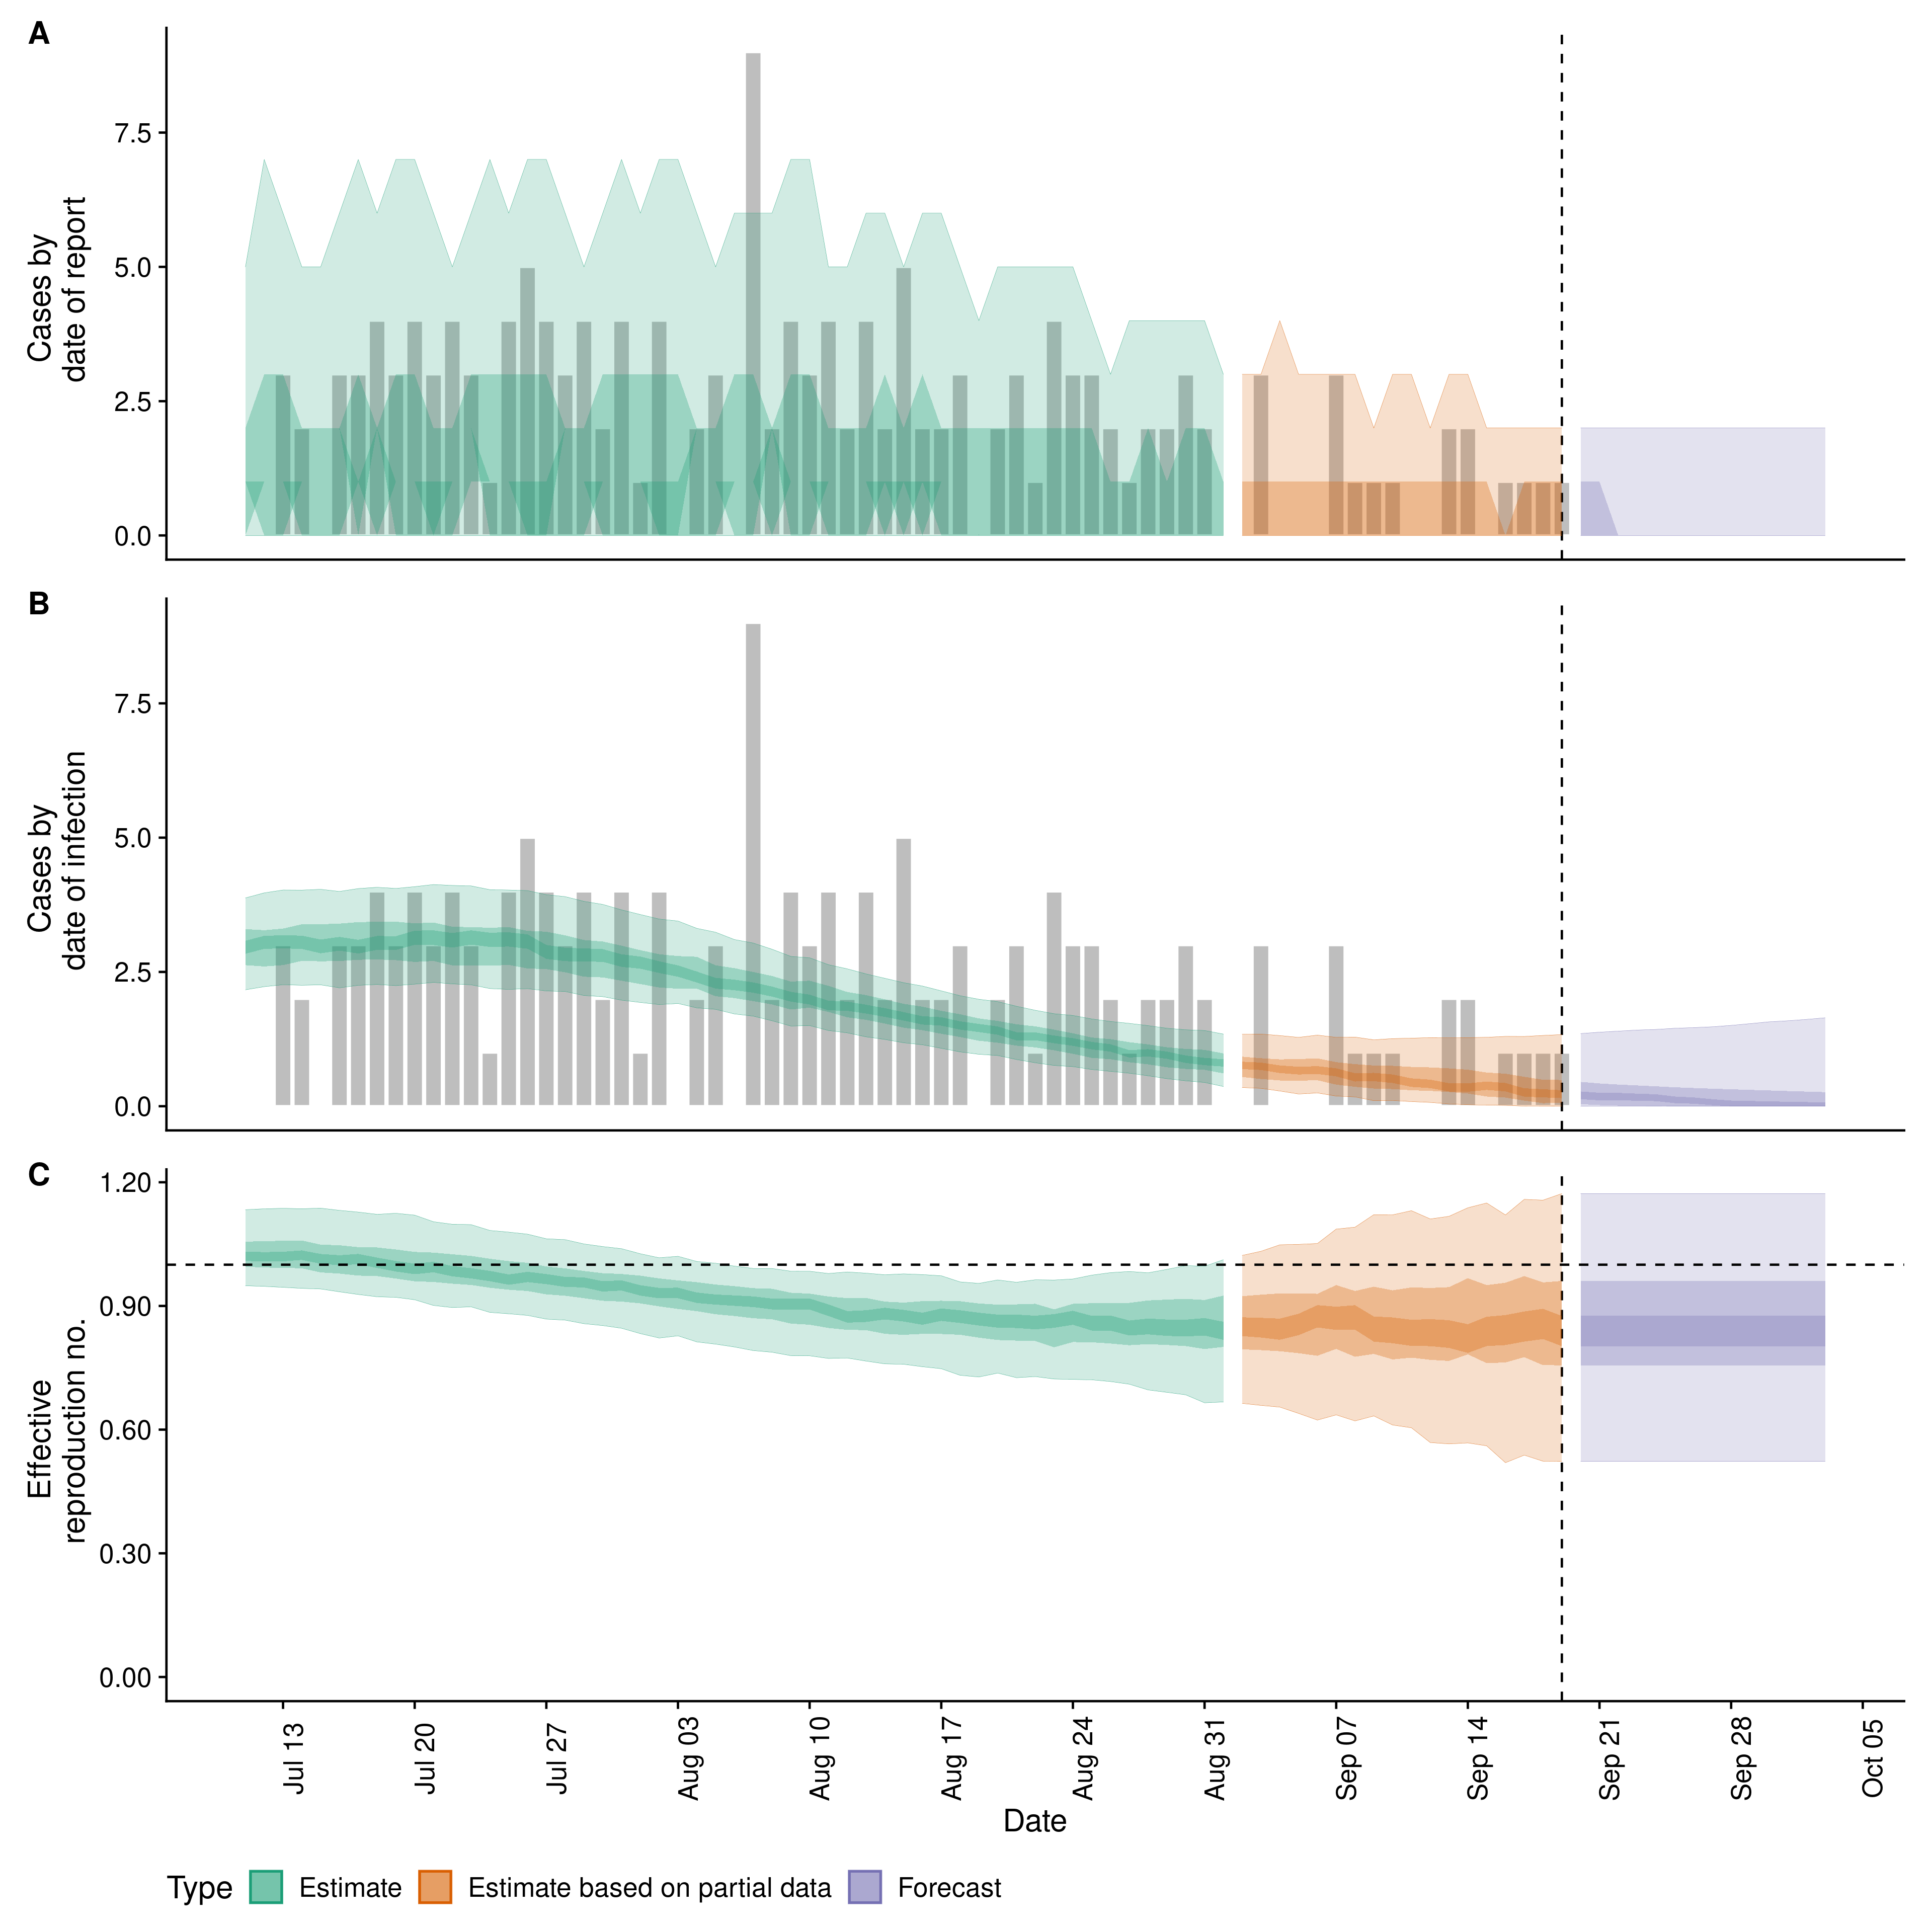 A
7.5
5.0
2.5
0.0
Cases by
date of report
B
7.5
5.0
2.5
0.0
Cases by
date of infection
C
1.20
0.90
0.60
0.30
0.00
Effective
reproduction no.
Jul 13
Jul 20
Jul 27
Aug 03
Aug 10
Aug 17
Aug 24
Aug 31
Sep 07
Sep 14
Sep 21
Sep 28
Oct 05
Date
Type Estimate Estimate based on partial data Forecast